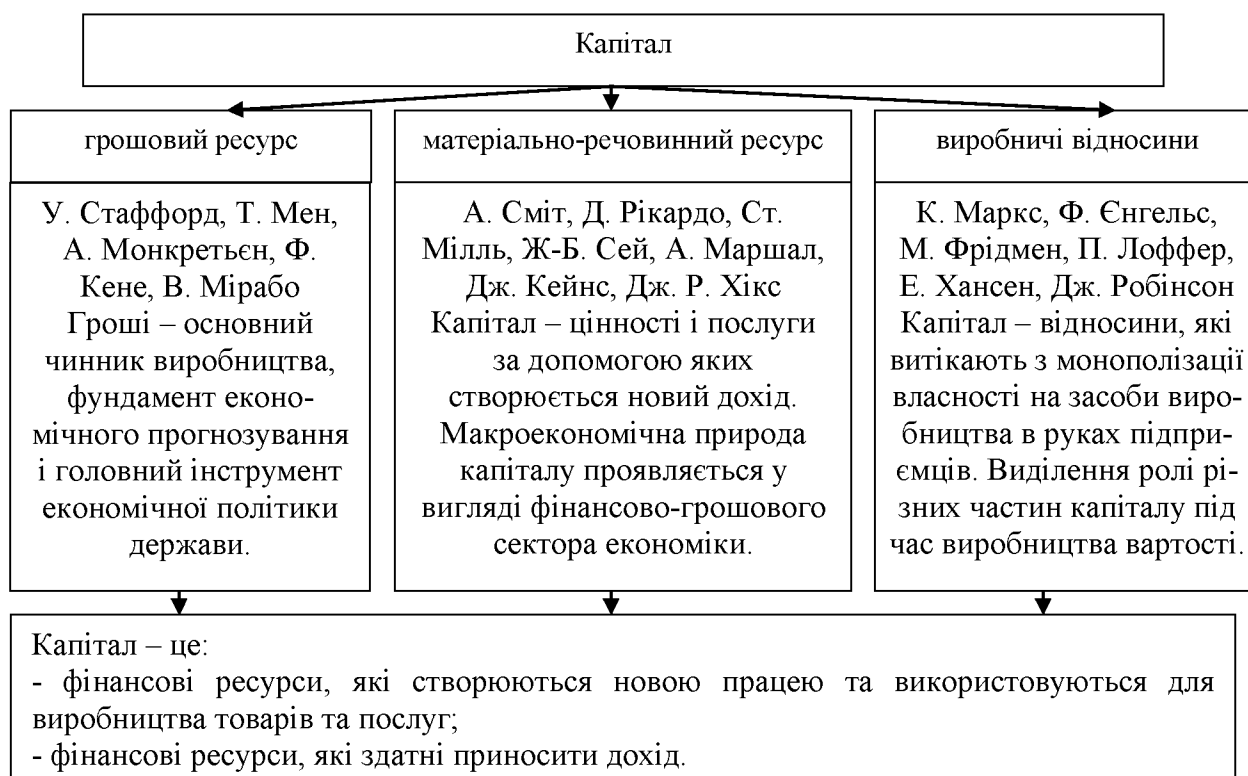 Капітал
грошовий ресурс
У. Стаффорд, Т. Мен,
А. Монкретьєн, Ф.
Кене, В. Мірабо
Гроші – основний
чинник виробництва,
фундамент еконо-
мічного прогнозування
і головний інструмент
економічної політики
держави.
матеріально-речовинний ресурс
А. Сміт, Д. Рікардо, Ст.
Мілль, Ж-Б. Сей, А. Маршал,
Дж. Кейнс, Дж. Р. Хікс
Капітал – цінності і послуги
за допомогою яких
створюється новий дохід.
Макроекономічна природа
капіталу проявляється у
вигляді фінансово-грошового
сектора економіки.
виробничі відносини
К. Маркс, Ф. Єнгельс,
М. Фрідмен, П. Лоффер,
Е. Хансен, Дж. Робінсон
Капітал – відносини, які
витікають з монополізації
власності на засоби виро-
бництва в руках підпри-
ємців. Виділення ролі рі-
зних частин капіталу під
час виробництва вартості.
Капітал – це:
- фінансові ресурси, які створюються новою працею та використовуються для
виробництва товарів та послуг;
- фінансові ресурси, які здатні приносити дохід.